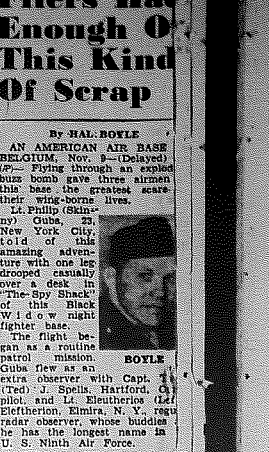 Enough O
This Kind
Of Scrap
By HAL BOYLE
AN AMERICAN AIR BASE
BELGIUM, Nov. 9—(Delayed)
(AP)— Flying through an explod
buzz bomb gave three airmen
this base the greatest scare
their wing-borne lives.
Lt. Philip (Skin-
ny) Guba, 23,
New York City,
told of this
amazing adven-
ture with one leg
drooped casually
over a desk in
"The Spy Shack"
of this Black
Widow night
fighter base.
The flight be-
gan as a routine
patrol mission.
Guba flew as an
extra observer with Capt.
(Ted) J. Spells, Hartford, C
pilot, and Lt. Eleutherios (Lef
Eleftherion, Elmira, N. Y., regu
radar observer, whose buddies
he has the longest name in
U. S. Ninth Air Force.
BOYLE